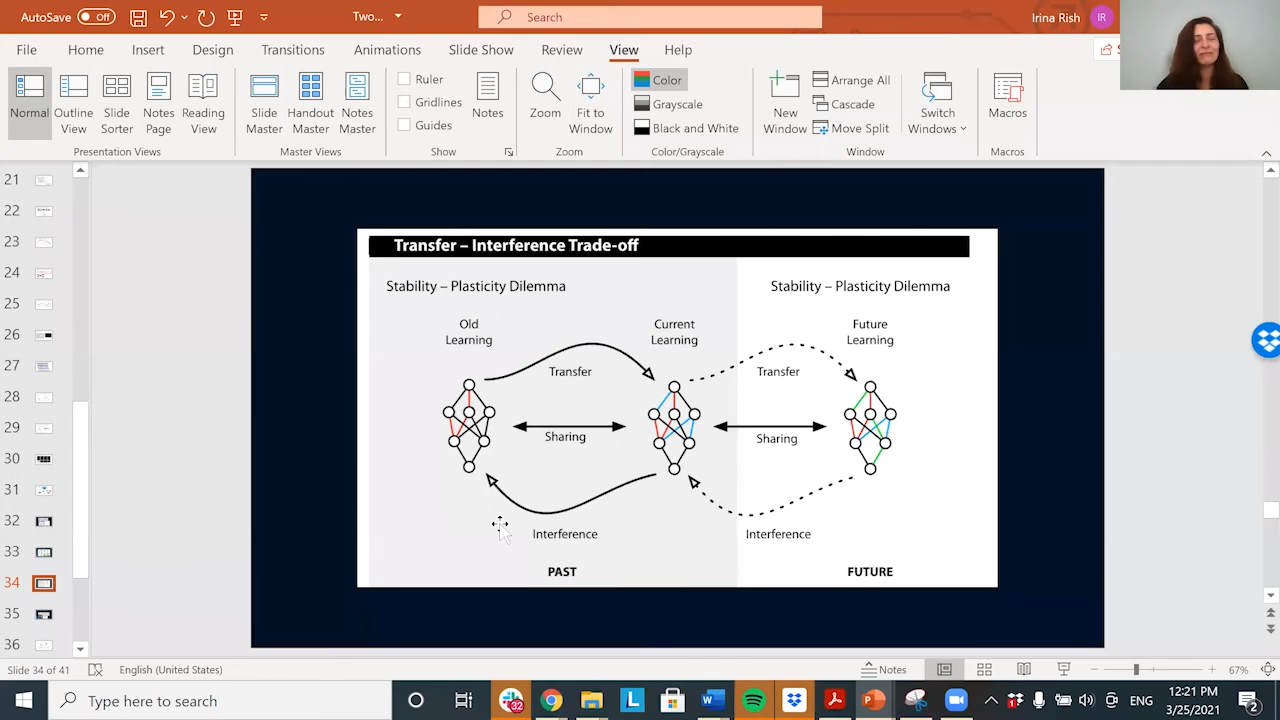 AutoSave Off Two... Search Irina Rish IR
File Home Insert Design Transitions Animations Slide Show Review View Help
Normal Outline View Slide Sorter Notes Page Reading View
Presentation Views
Slide Master Handout Master Notes Master
Master Views
Ruler
Gridlines
Guides
Show
Notes
Zoom Fit to Window
Zoom
Color
Grayscale
Black and White
Color/Grayscale
New Window
Arrange All
Cascade
Move Split
Switch Windows
Window
Macros
Macros
21
22
23
24
25
26
27
28
29
30
31
32
33
34
35
36
Transfer – Interference Trade-off
Stability – Plasticity Dilemma Stability – Plasticity Dilemma
Old Learning Current Learning Future Learning
Transfer Transfer
Sharing Sharing
Interference Interference
PAST FUTURE
Slide 34 of 41 English (United States) Notes 67%
Type here to search 32 L W P 1 ENG 12:21 PM
3/25/2021